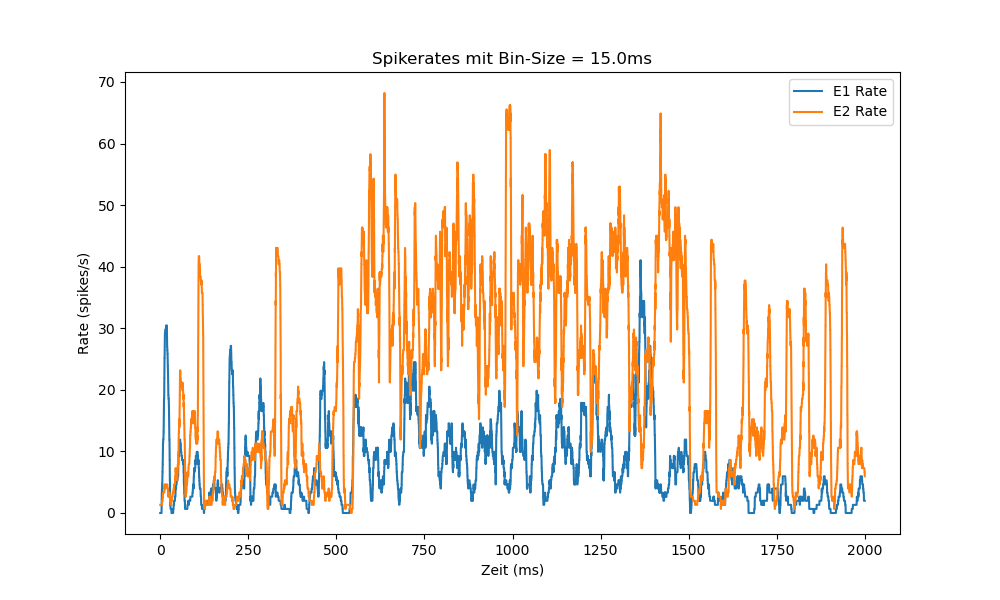 Spikerates mit Bin-Size = 15.0ms
E1 Rate
E2 Rate
70
60
50
40
30
20
10
0
Rate (spikes/s)
0 250 500 750 1000 1250 1500 1750 2000
Zeit (ms)